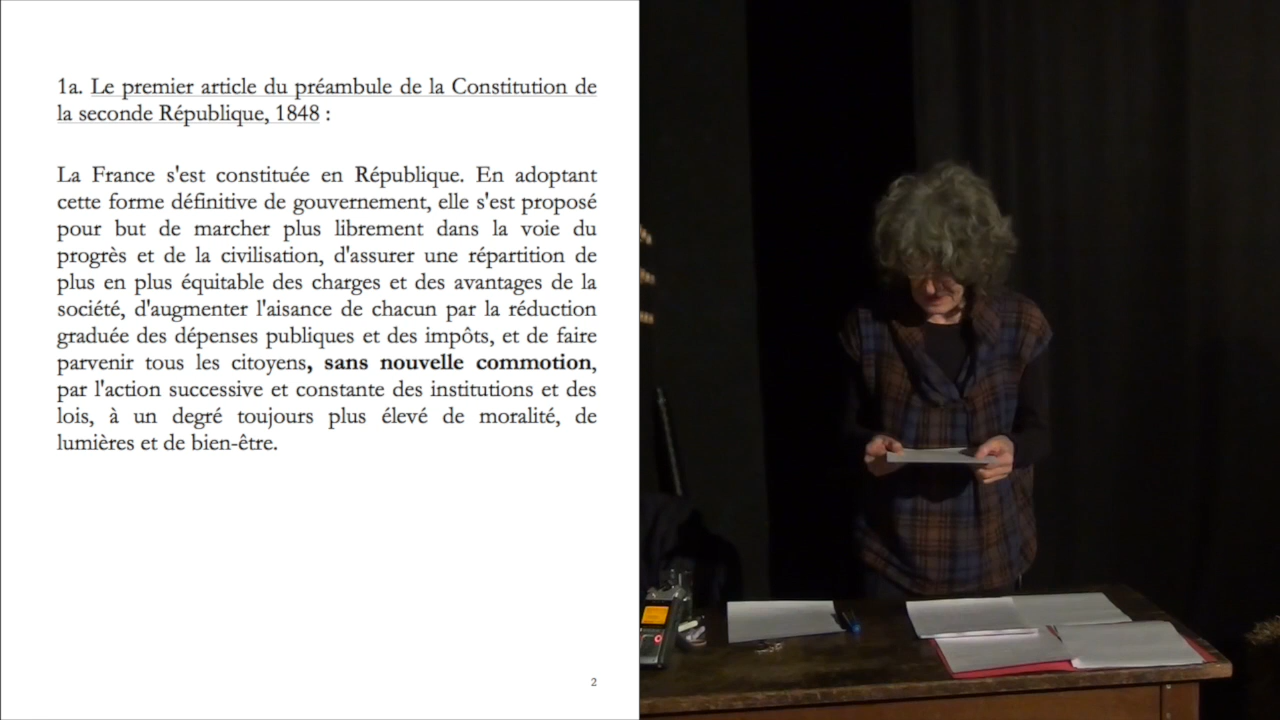 1a. Le premier article du préambule de la Constitution de
la seconde République, 1848 :
La France s'est constituée en République. En adoptant
cette forme définitive de gouvernement, elle s'est proposé
pour but de marcher plus librement dans la voie du
progrès et de la civilisation, d'assurer une répartition de
plus en plus équitable des charges et des avantages de la
société, d'augmenter l'aisance de chacun par la réduction
graduée des dépenses publiques et des impôts, et de faire
parvenir tous les citoyens, sans nouvelle commotion,
par l'action successive et constante des institutions et des
lois, à un degré toujours plus élevé de moralité, de
lumières et de bien-être.
2